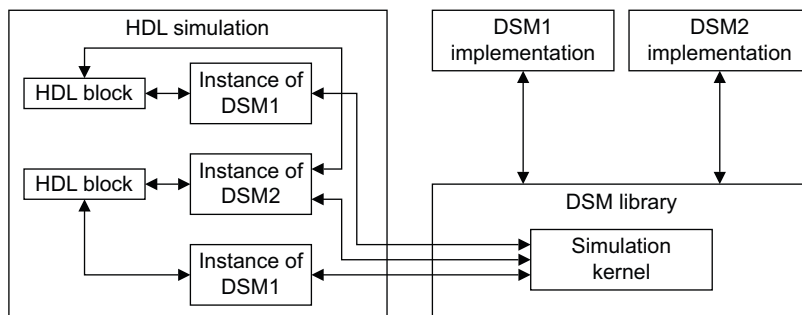 HDL simulation
HDL block
Instance of
DSM1
HDL block
Instance of
DSM2
Instance of
DSM1
DSM1
implementation
DSM2
implementation
DSM library
Simulation
kernel